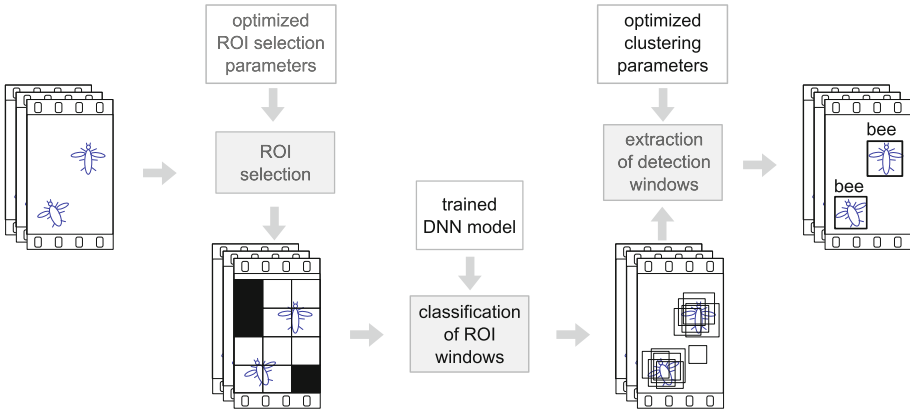 optimized
ROI selection
parameters
ROI
selection
trained
DNN model
classification
of ROI
windows
optimized
clustering
parameters
extraction
of detection
windows
bee
bee